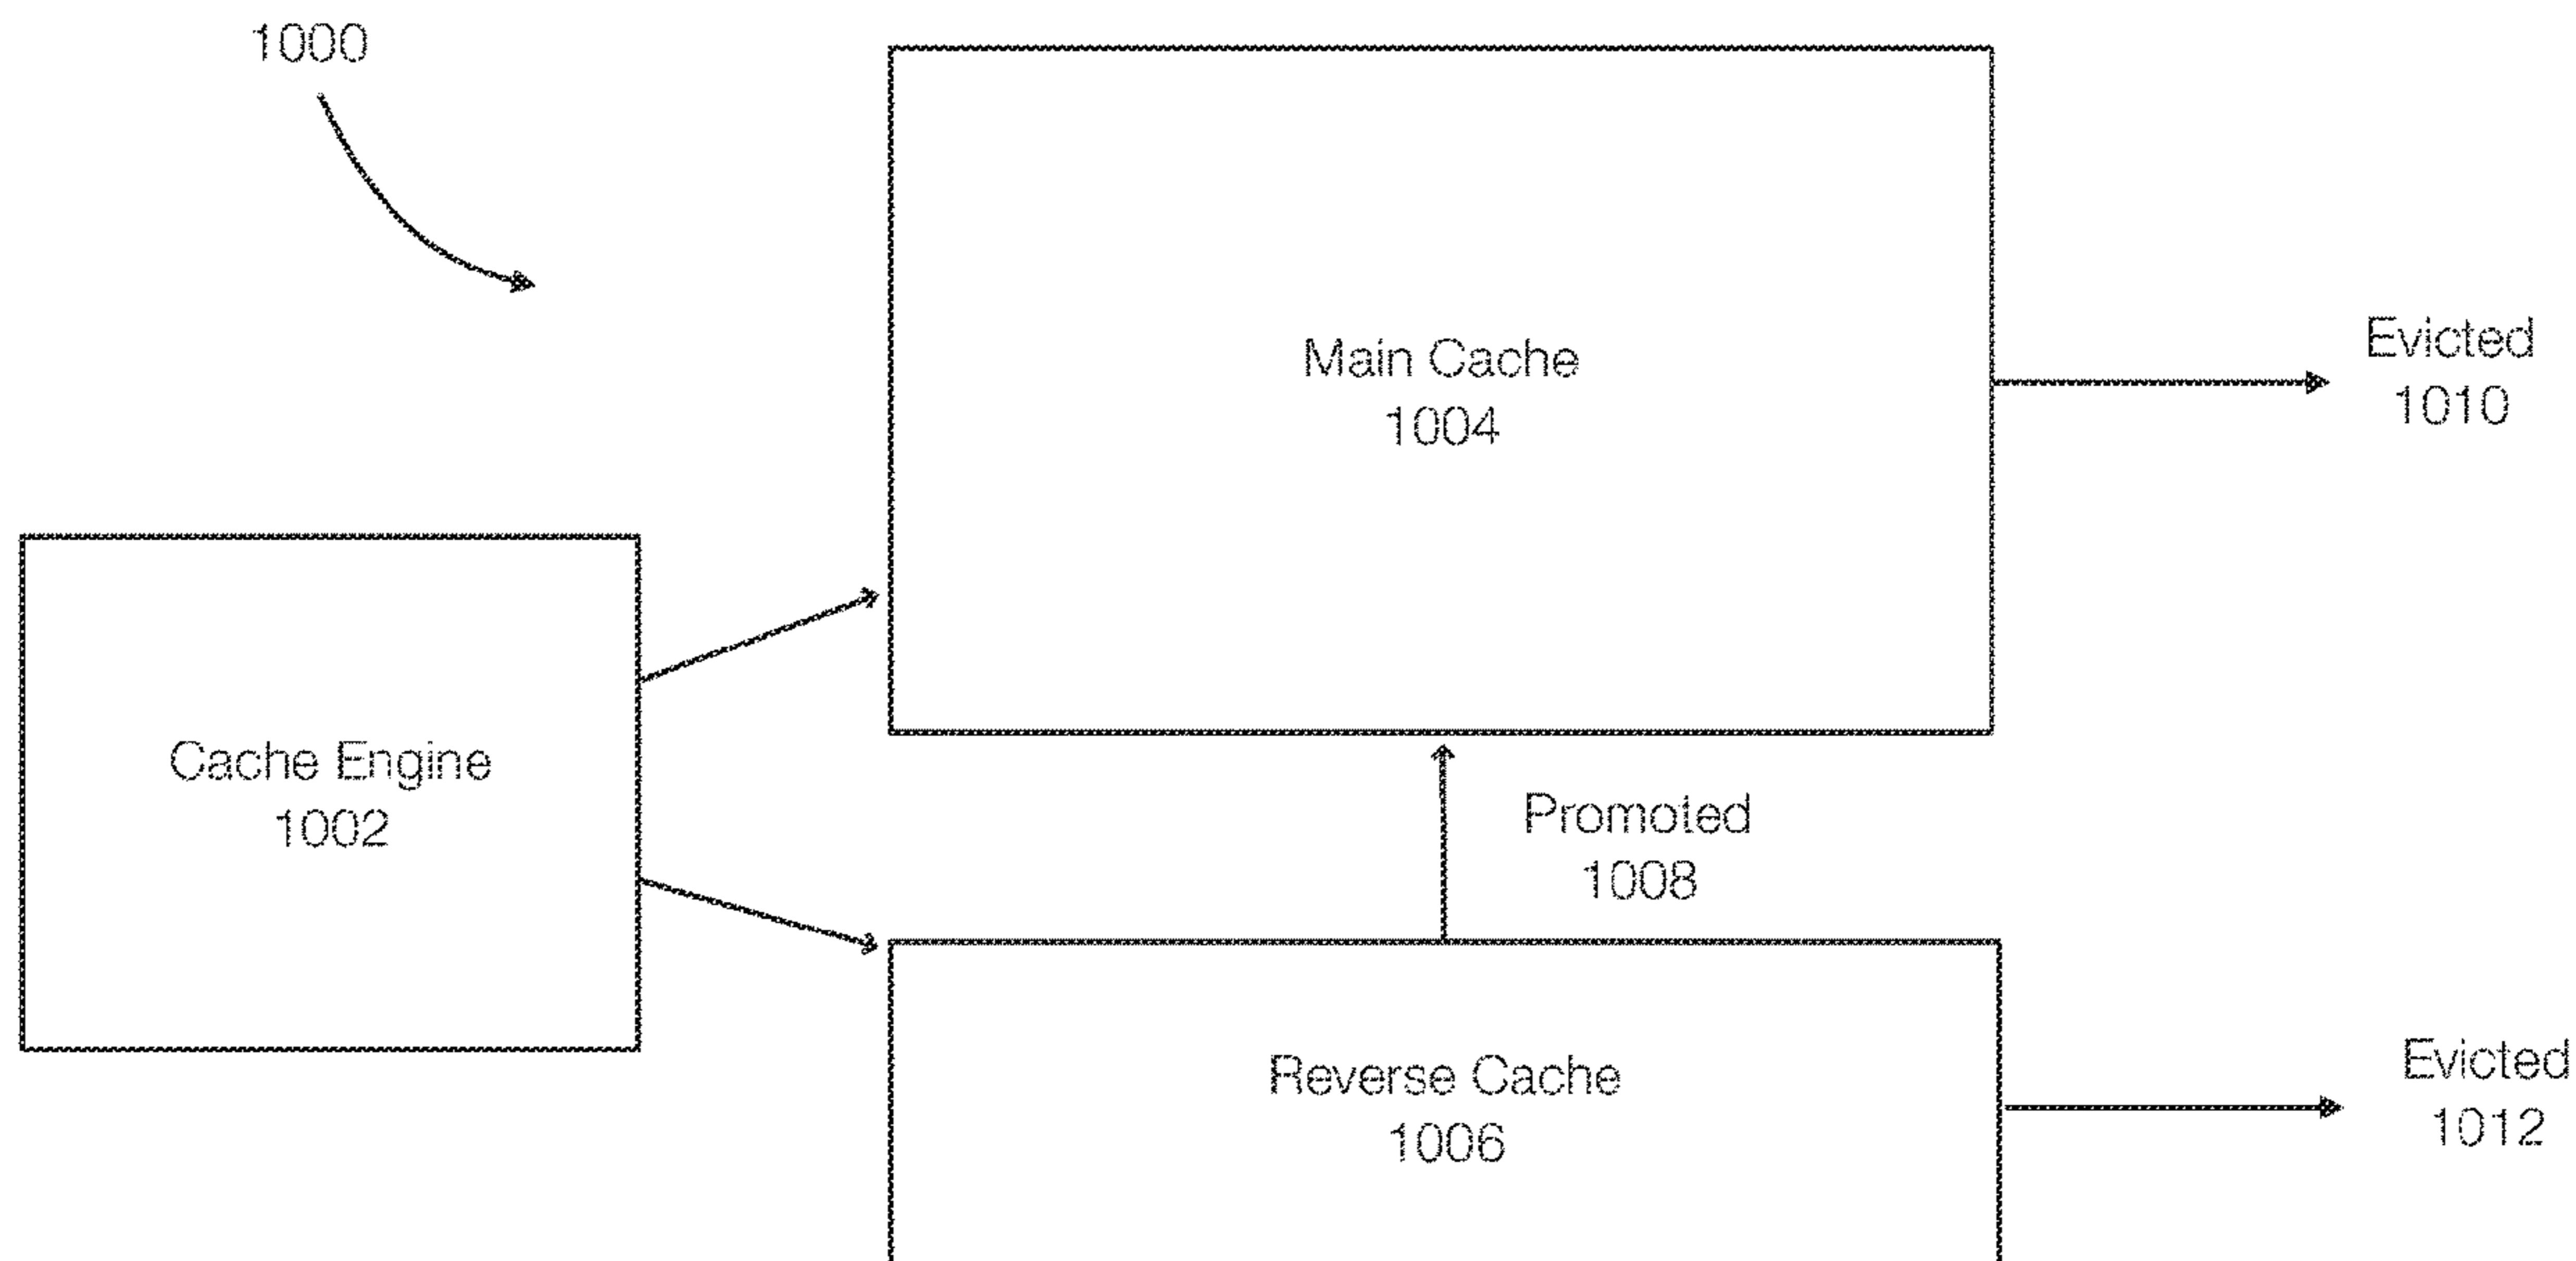 1000
Main Cache
1004
Evicted
1010
Cache Engine
1002
Promoted
1008
Reverse Cache
1006
Evicted
1012